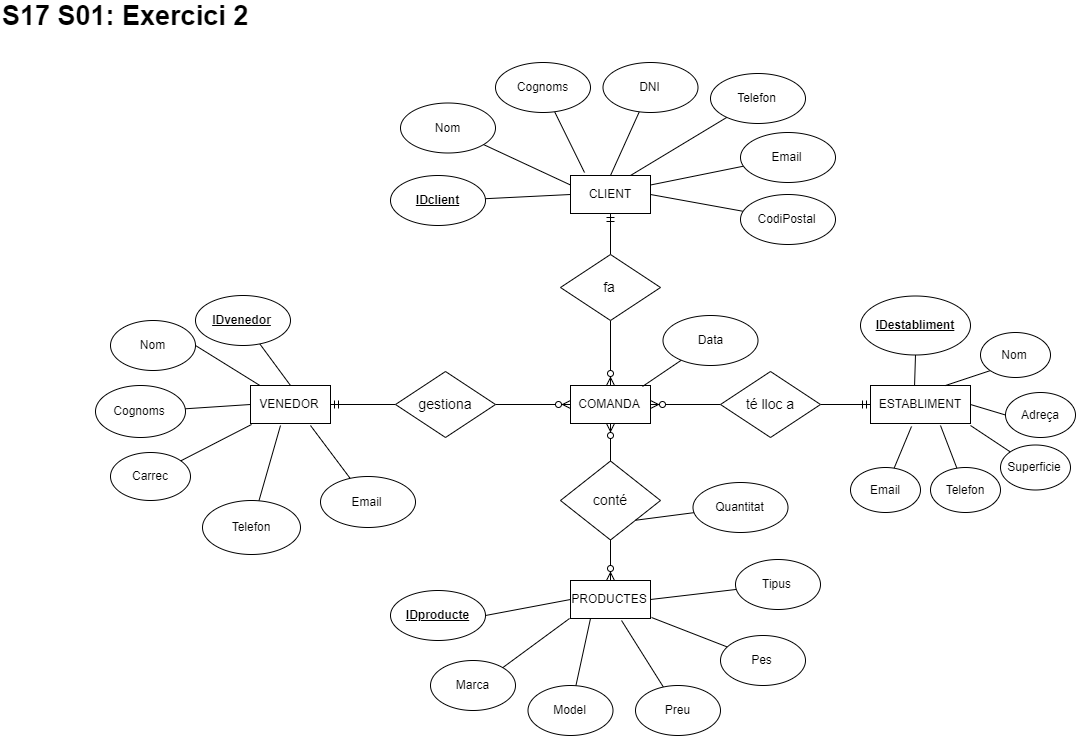 S17 S01: Exercici 2
Cognoms
DNI
Telefon
Nom
Email
IDclient
CLIENT
CodiPostal
fa
IDvenedor
IDestabliment
Nom
Data
Nom
VENEDOR
gestiona
COMANDA
té lloc a
ESTABLIMENT
Cognoms
Adreça
Carrec
Superfície
Email
Email
Telefon
Telefon
conté
Quantitat
Tipus
PRODUCTES
IDproducte
Pes
Marca
Model
Preu